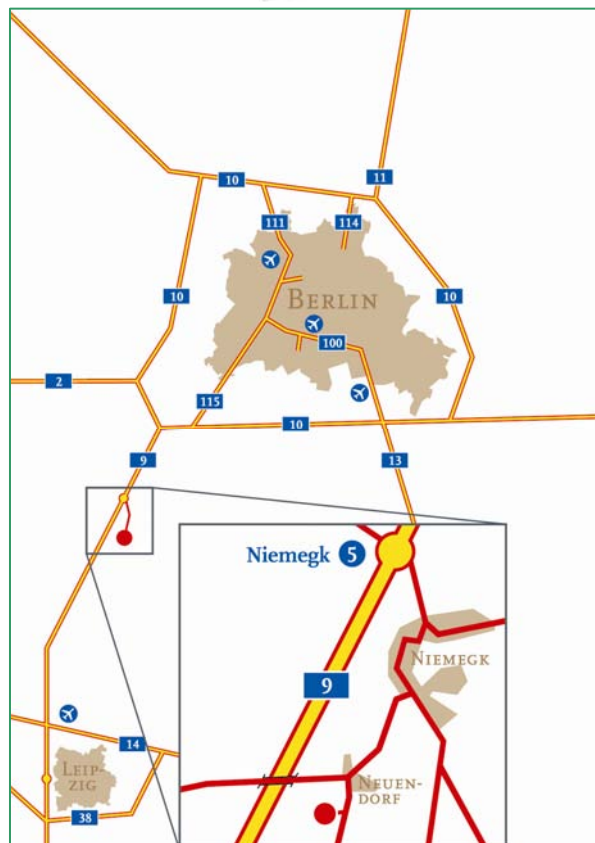 10
11
111
114
10
BERLIN
10
100
2
115
10
9
13
Niemegk 5
NIEMEGK
9
14
LEIP-
ZIG
NEUEN-
DORF
38